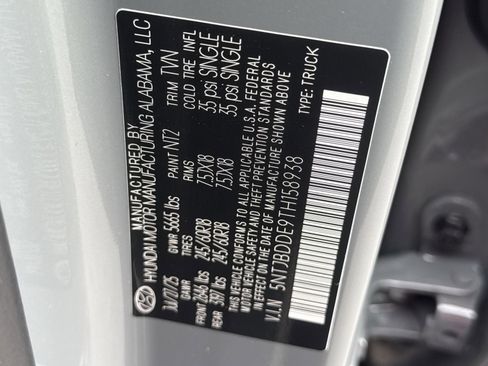 MANUFACTURED BY
HYUNDAI MOTOR MANUFACTURING ALABAMA, LLC
GVWR 5665 lbs PAINT NT2 TRIM TVN
GAWR RIMS COLD TIRE INFL
FRONT 2646 lbs 245/60R18 7.5JX18 35 psi SINGLE
REAR lbs 245/60R18 7.5JX18 35 psi SINGLE
THIS VEHICLE CONFORMS TO ALL APPLICABLE U.S.A. FEDERAL
MOTOR VEHICLE SAFETY AND THEFT PREVENTION STANDARDS
IN EFFECT ON THE DATE OF MANUFACTURE SHOWN ABOVE
V.I.N TYPE: TRUCK